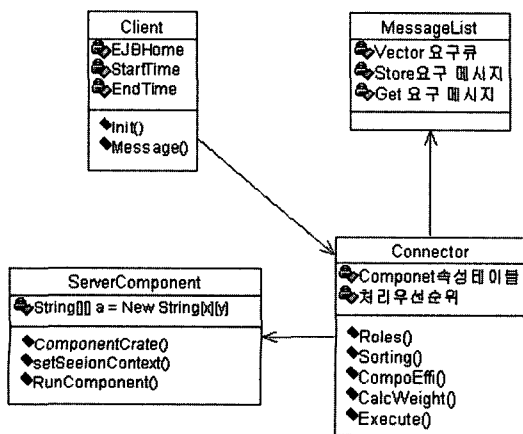 Client
EJBHome
StartTime
EndTime
Init()
Message()
MessageList
Vector 요구큐
Store요구 메시지
Get 요구 메시지
ServerComponent
String[][] a = New String[x][y]
ComponentCrate()
setSeeionContext()
RunComponent()
Connector
Componet속성테이블
처리우선순위
Roles()
Sorting()
CompoEffi()
CalcWeight()
Execute()